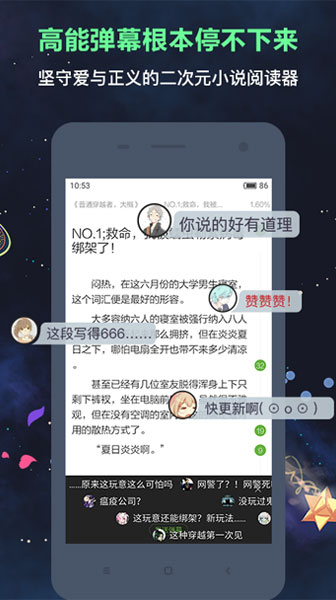 高能弹幕根本停不下来
坚守爱与正义的二次元小说阅读器
10:53
86
《普通穿越者，大概》
NO.1;救命，我被...
1.60%
NO.1;救命，我被
绑架了！
你说的好有道理
闷热，在这六月份的大学男生寝室，
这个词汇便是最好的形容。
赞赞赞！
大多容纳六人的寝室被强行纳入
这段写得666……
那么多，但在炎炎夏
日之下，哪怕电扇全开也带不来多少清凉
。
32
甚至已经有几位室友脱得浑身上下只
剩下裤衩，坐在电脑前
快更新啊(⊙o⊙)
观。但在没有空调的室
用的散热方式了。
9
“夏日炎炎啊。”
1
……原来这玩意这么可怕吗
网警了？！网警死
瘟疫公司？
没玩过鬼
这玩意还能绑架？新玩法......
这种穿越第一次见